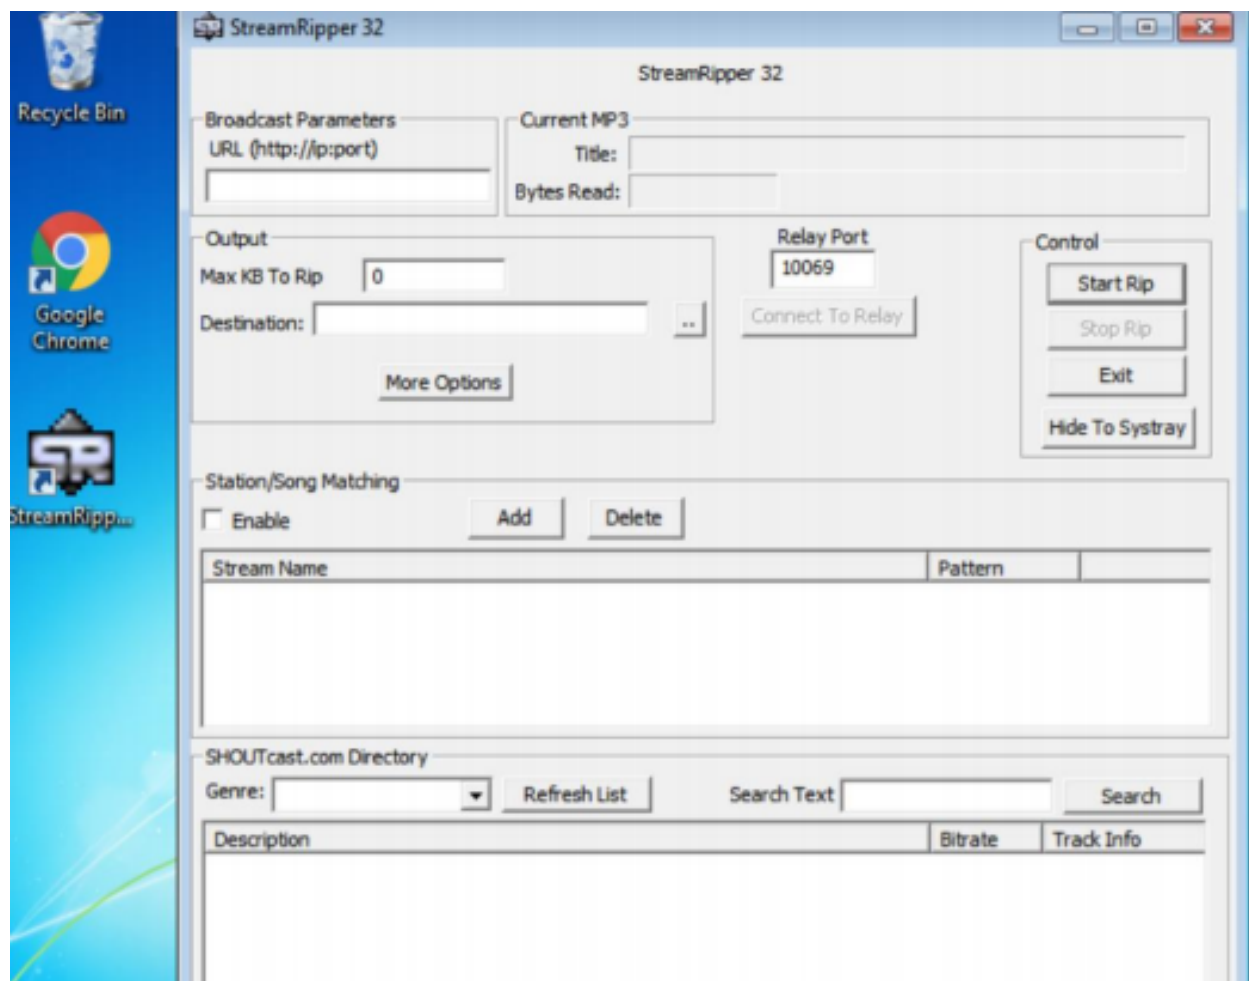 StreamRipper 32
StreamRipper 32
Recycle Bin
Broadcast Parameters
URL (http://ip:port)
Current MP3
Title:
Bytes Read:
Output
Max KB To Rip 0
Destination: ..
More Options
Relay Port
10069
Connect To Relay
Control
Start Rip
Stop Rip
Exit
Hide To Systray
Google
Chrome
SR
StreamRipp...
Station/Song Matching
Enable Add Delete
Stream Name Pattern
SHOUTcast.com Directory
Genre: Refresh List Search Text Search
Description Bitrate Track Info